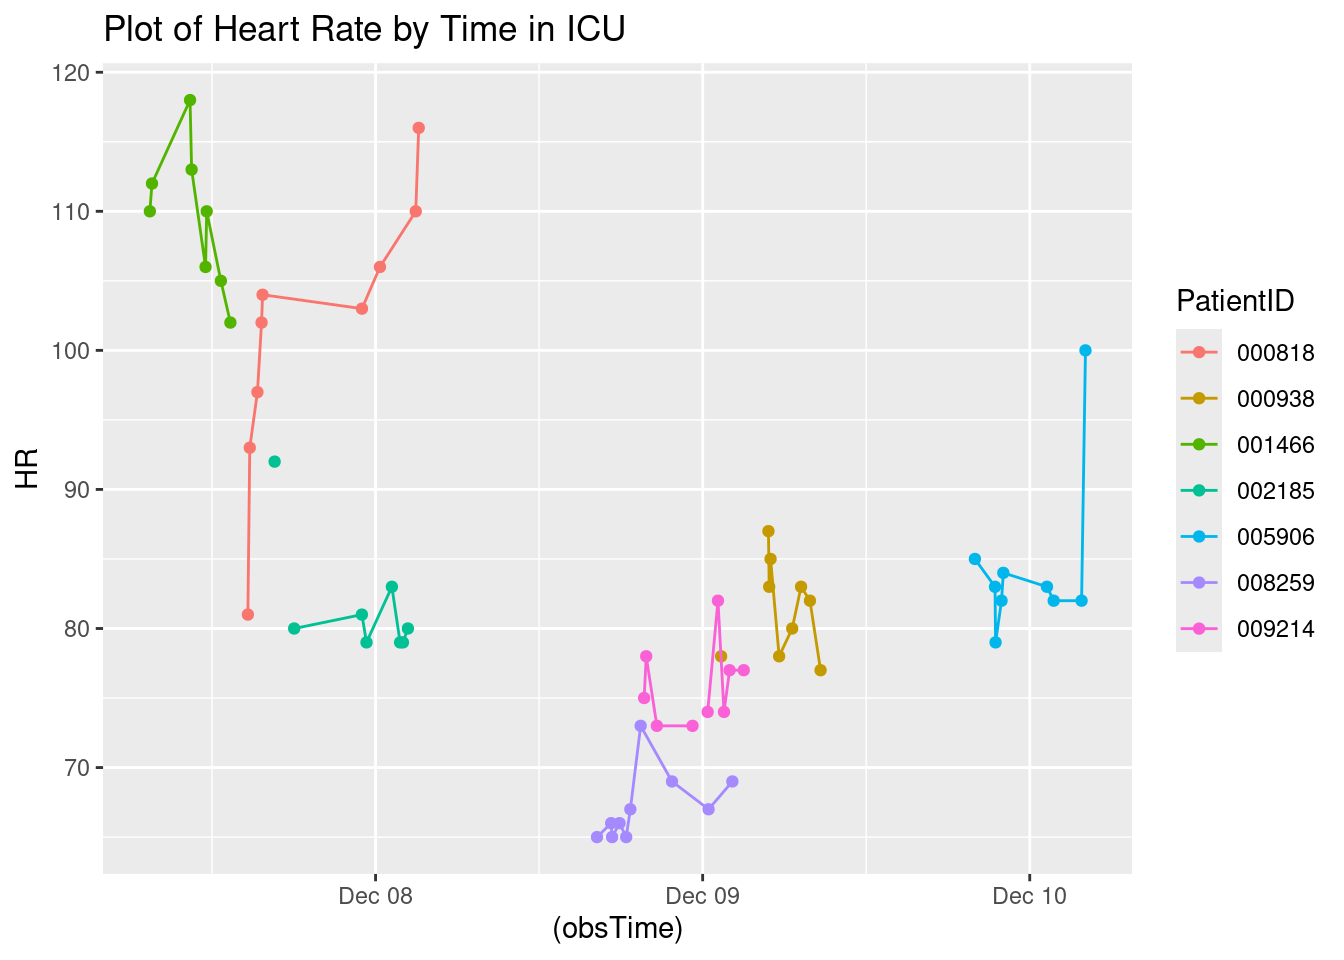 Plot of Heart Rate by Time in ICU
120
110
100
90
80
70
HR
Dec 08
Dec 09
Dec 10
(obsTime)
PatientID
000818
000938
001466
002185
005906
008259
009214